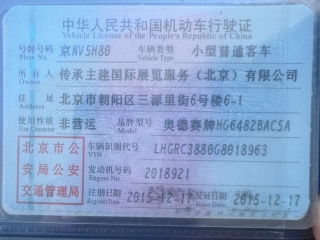 中华人民共和国机动车行驶证
Vehicle License of the People's Republic of China
号牌号码 京NV5H80 车辆类型 小型普通客车
Plate No. Vehicle Type
所有人 传承主建国际展览服务（北京）有限公司
Owner
住址 北京市朝阳区三源里街6号楼6-1
Address
使用性质 非营运 品牌型号 奥德赛牌HG6482BAC5A
Use Character Model
北京市公安局公安交通管理局
车辆识别代号 LHGRC3880G8018963
VIN
发动机号码 2018921
Engine No.
注册日期 2015-12-17 发证日期 2015-12-17
Register Date Issue Date